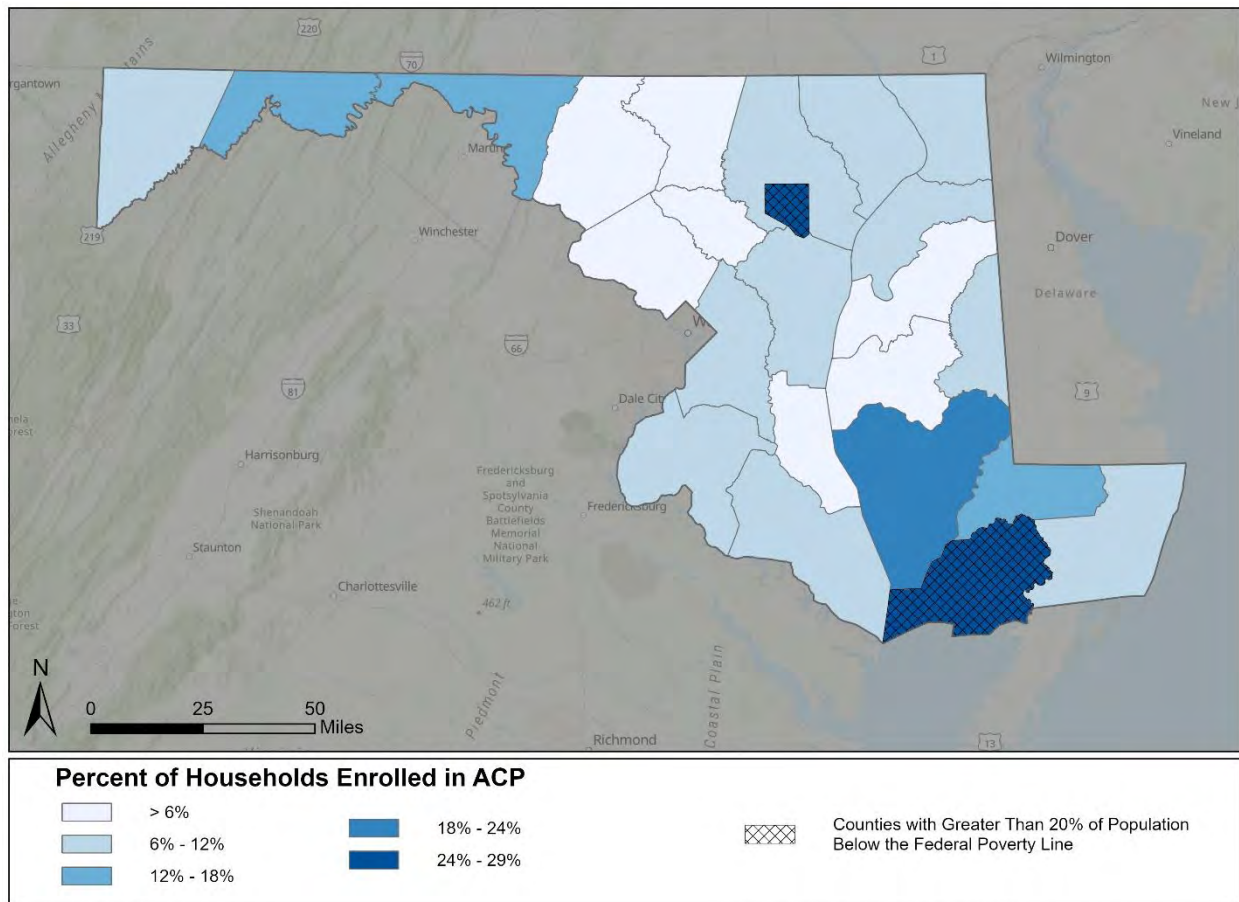 220
Wilmington
1
70
rgantown
Allegheny Mountains
New J
Vineland
Martin
219
Winchester
Dover
Delaware
33
66
W
81
Dale City
9
Harrisonburg
Fredericksburg
and
Spotsylvania
County
Battlefields
Memorial
National
Military Park
Fredericksburg
Shenandoah
National Park
Staunton
Charlottesville
462 ft
Forest
N
0 25 50
Miles
Piedmont
Coastal Plain
Richmond
13
Percent of Households Enrolled in ACP
> 6%
6% - 12%
12% - 18%
18% - 24%
24% - 29%
Counties with Greater Than 20% of Population
Below the Federal Poverty Line